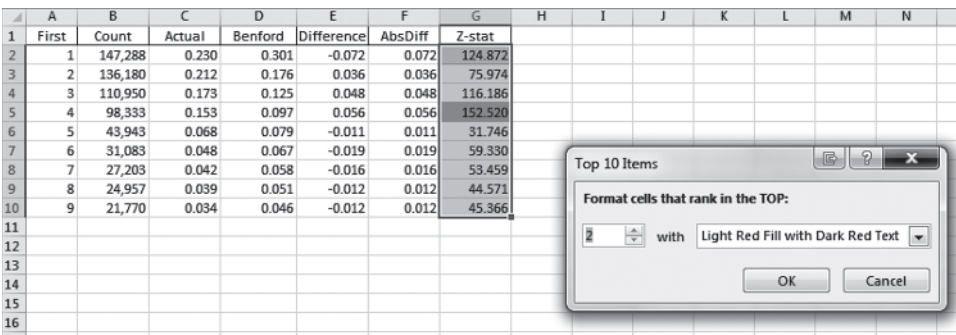 A B C D E F G H I J K L M N
1 First Count Actual Benford Difference AbsDiff Z-stat
2 1 147,288 0.230 0.301 -0.072 0.072 124.872
3 2 136,180 0.212 0.176 0.036 0.036 75.974
4 3 110,950 0.173 0.125 0.048 0.048 116.186
5 4 98,333 0.153 0.097 0.056 0.056 152.520
6 5 43,943 0.068 0.079 -0.011 0.011 31.746
7 6 31,083 0.048 0.067 -0.019 0.019 59.330
8 7 27,203 0.042 0.058 -0.016 0.016 53.459
9 8 24,957 0.039 0.051 -0.012 0.012 44.571
10 9 21,770 0.034 0.046 -0.012 0.012 45.366
11
12
13
14
15
16
Top 10 Items ? x
Format cells that rank in the TOP:
2 with Light Red Fill with Dark Red Text
OK Cancel